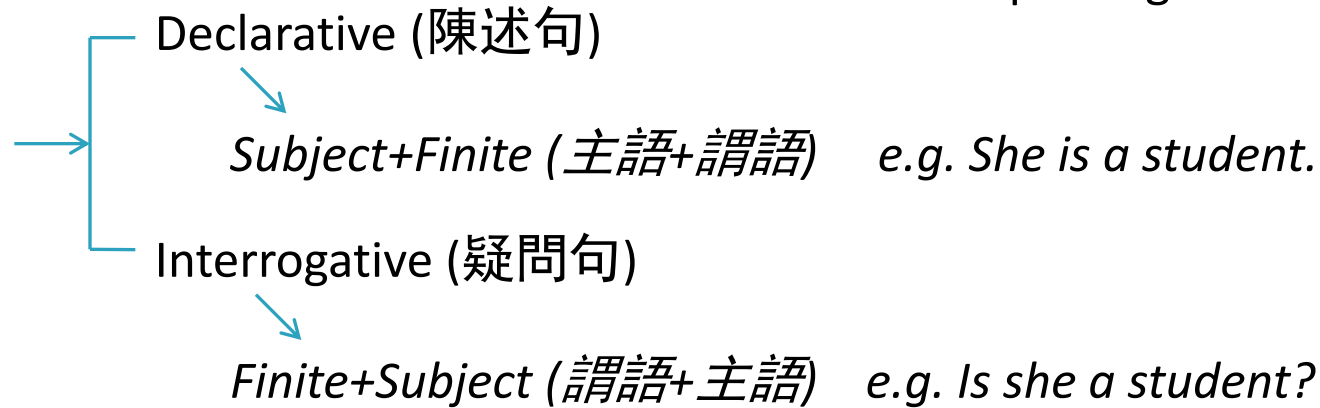 Declarative (陳述句)
Subject+Finite (主語+謂語) e.g. She is a student.
Interrogative (疑問句)
Finite+Subject (謂語+主語) e.g. Is she a student?